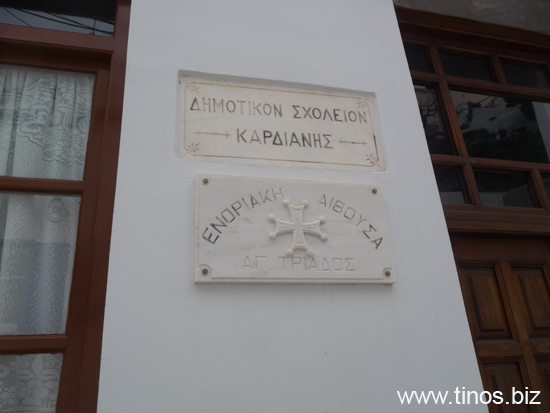 ΔΗΜΟΤΙΚΟΝ ΣΧΟΛΕΙΟΝ
ΚΑΡΔΙΑΝΗΣ
ΕΝΟΡΙΑΚΗ ΑΙΘΟΥΣΑ
ΑΓ. ΤΡΙΑΔΟΣ
www.tinos.biz